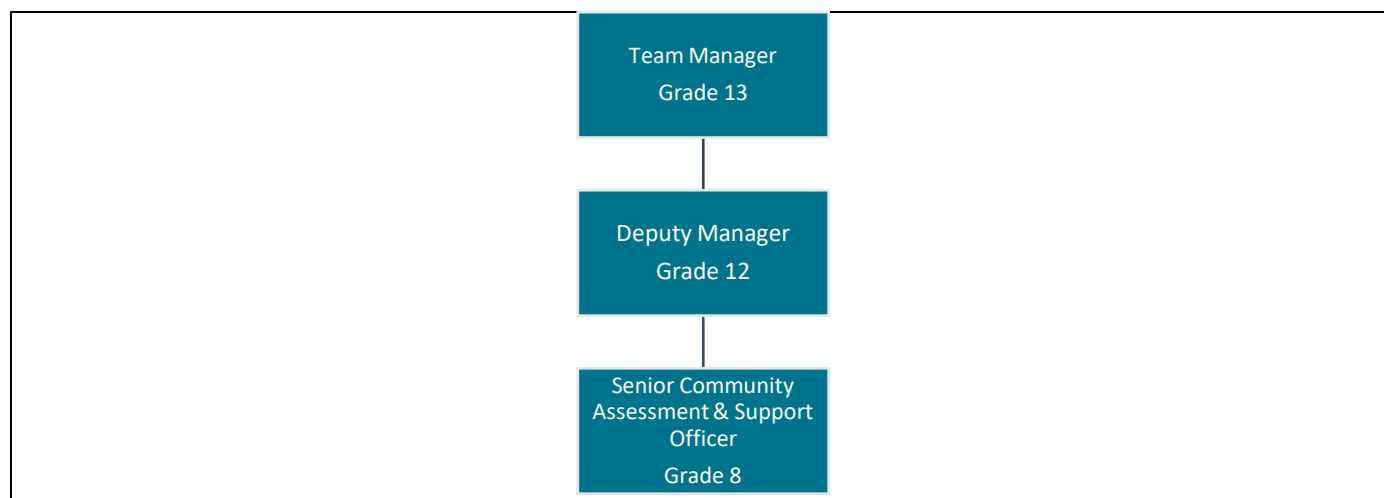 Team Manager
Grade 13
Deputy Manager
Grade 12
Senior Community
Assessment & Support
Officer
Grade 8